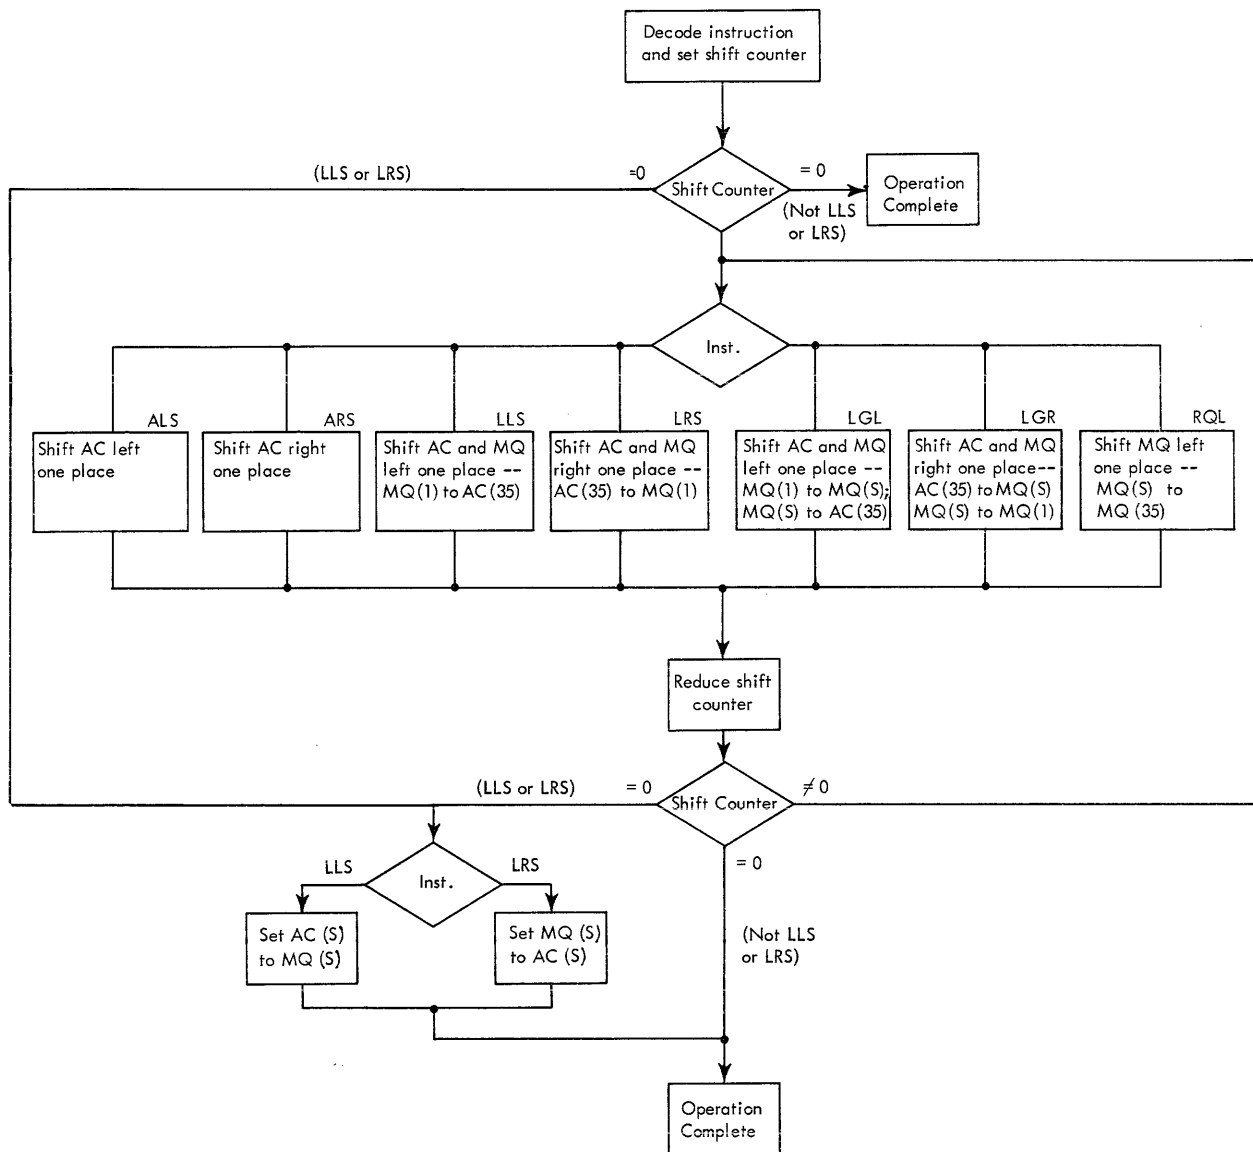 Decode instruction
and set shift counter
(LLS or LRS)
=0
Shift Counter
= 0
(Not LLS
or LRS)
Operation
Complete
Inst.
ALS
Shift AC left
one place
ARS
Shift AC right
one place
LLS
Shift AC and MQ
left one place --
MQ(1) to AC(35)
LRS
Shift AC and MQ
right one place --
AC(35) to MQ(1)
LGL
Shift AC and MQ
left one place --
MQ(1) to MQ(S);
MQ(S) to AC(35)
LGR
Shift AC and MQ
right one place--
AC(35) to MQ(S)
MQ(S) to MQ(1)
RQL
Shift MQ left
one place --
MQ(S) to
MQ (35)
Reduce shift
counter
(LLS or LRS)
= 0
Shift Counter
≠0
= 0
(Not LLS
or LRS)
LLS
Inst.
LRS
Set AC (S)
to MQ (S)
Set MQ (S)
to AC (S)
Operation
Complete